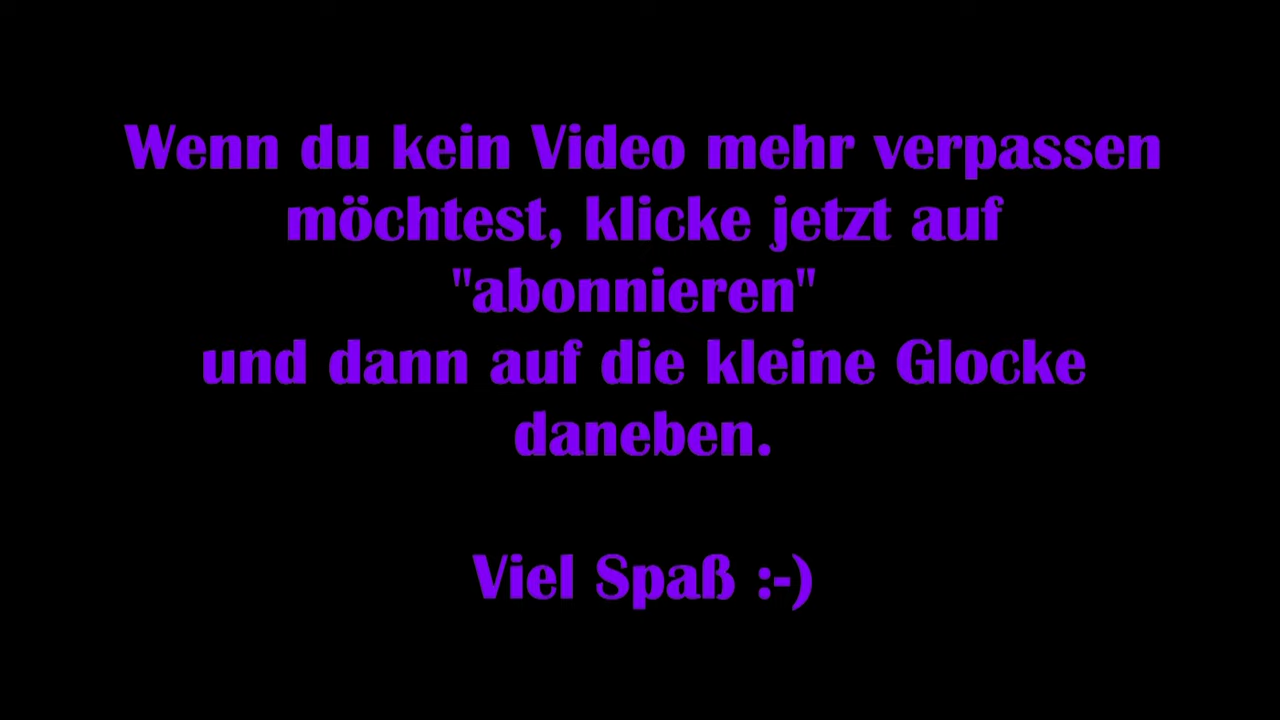 Wenn du kein Video mehr verpassen
möchtest, klicke jetzt auf
"abonnieren"
und dann auf die kleine Glocke
daneben.
Viel Spaß :-)